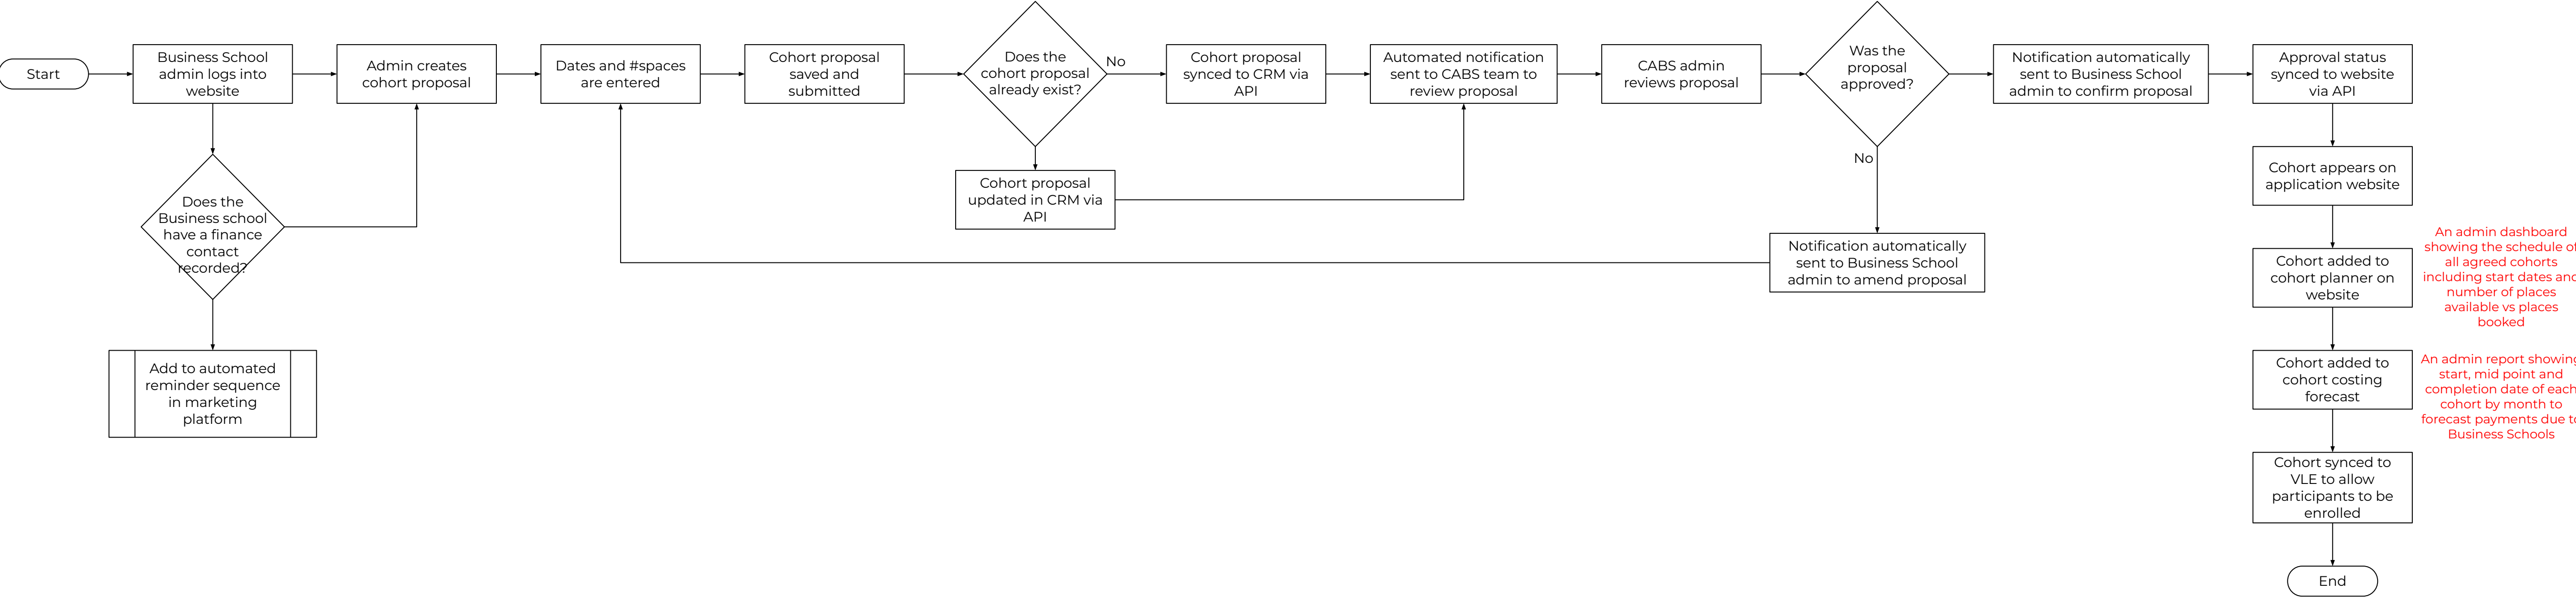 Start
Business School
admin logs into
website
Admin creates
cohort proposal
Dates and #spaces
are entered
Cohort proposal
saved and
submitted
Does the
cohort proposal
already exist?
No
Cohort proposal
synced to CRM via
API
Automated notification
sent to CABS team to
review proposal
CABS admin
reviews proposal
Was the
proposal
approved?
Notification automatically
sent to Business School
admin to confirm proposal
Approval status
synced to website
via API
Does the
Business school
have a finance
contact
recorded?
Add to automated
reminder sequence
in marketing
platform
Cohort proposal
updated in CRM via
API
No
Notification automatically
sent to Business School
admin to amend proposal
Cohort appears on
application website
Cohort added to
cohort planner on
website
An admin dashboard
showing the schedule of
all agreed cohorts
including start dates and
number of places
available vs places
booked
Cohort added to
cohort costing
forecast
An admin report showing
start, mid point and
completion date of each
cohort by month to
forecast payments due to
Business Schools
Cohort synced to
VLE to allow
participants to be
enrolled
End